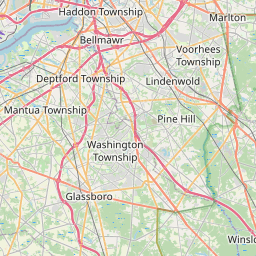 Haddon Township
Marlton
Bellmawr
Voorhees
Township
Deptford Township
Lindenwold
Mantua Township
Pine Hill
Washington
Township
Glassboro
Winslo